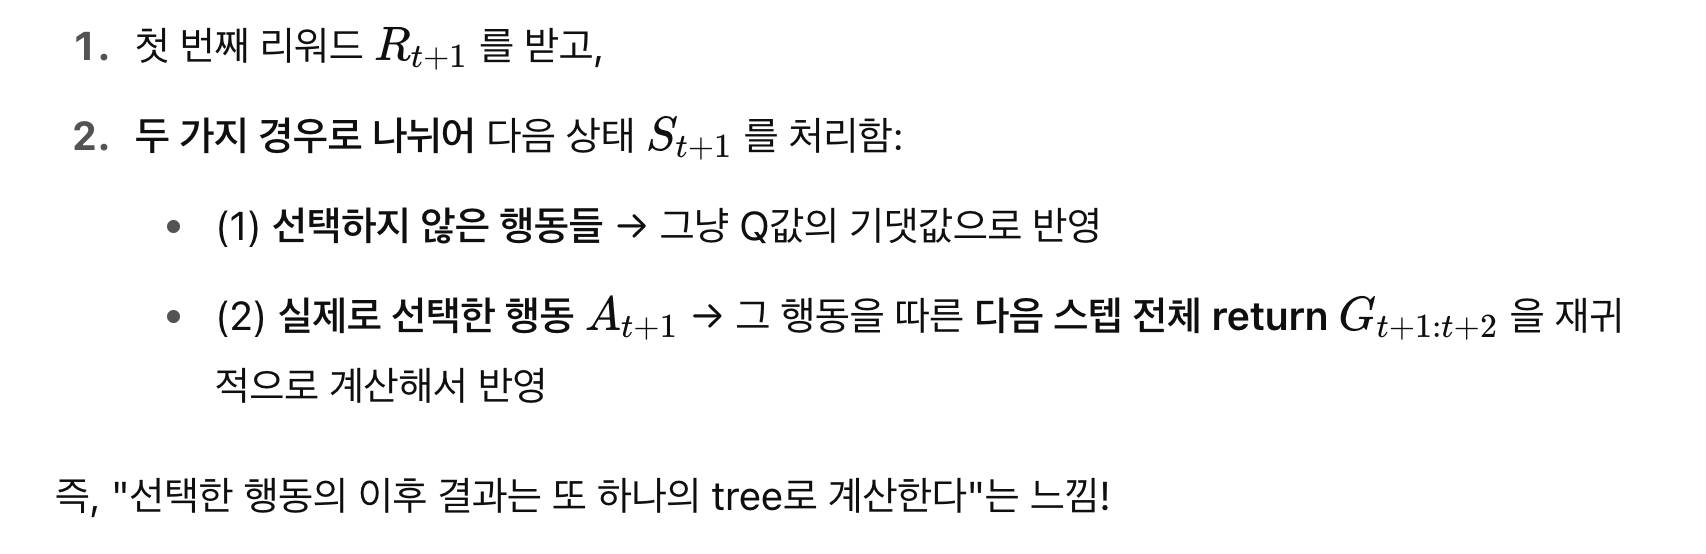 1. 첫 번째 리워드 R_{t+1} 를 받고,
2. 두 가지 경우로 나뉘어 다음 상태 S_{t+1} 를 처리함:
• (1) 선택하지 않은 행동들 → 그냥 Q값의 기댓값으로 반영
• (2) 실제로 선택한 행동 A_{t+1} → 그 행동을 따른 다음 스텝 전체 return G_{t+1:t+2} 을 재귀
적으로 계산해서 반영
즉, "선택한 행동의 이후 결과는 또 하나의 tree로 계산한다"는 느낌!